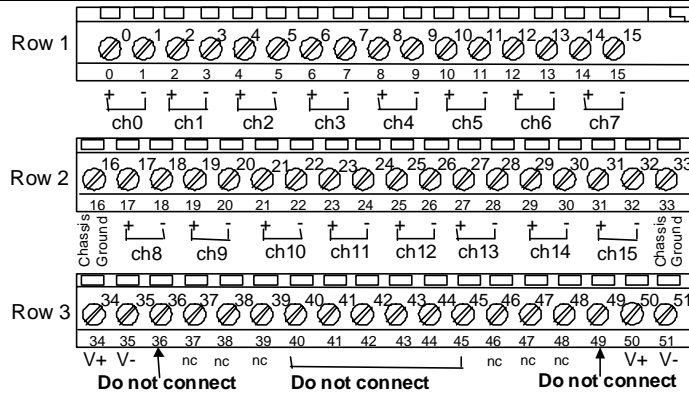 Row 1
0 1 2 3 4 5 6 7 8 9 10 11 12 13 14 15
0 1 2 3 4 5 6 7 8 9 10 11 12 13 14 15
+ - + - + - + - + - + - + - + -
ch0 ch1 ch2 ch3 ch4 ch5 ch6 ch7
Row 2
16 17 18 19 20 21 22 23 24 25 26 27 28 29 30 31 32 33
16 17 18 19 20 21 22 23 24 25 26 27 28 29 30 31 32 33
Chassis Ground + - + - + - + - + - + - + - + - Chassis Ground
ch8 ch9 ch10 ch11 ch12 ch13 ch14 ch15
Row 3
34 35 36 37 38 39 40 41 42 43 44 45 46 47 48 49 50 51
34 35 36 37 38 39 40 41 42 43 44 45 46 47 48 49 50 51
V+ V- nc nc nc nc nc nc V+ V-
Do not connect Do not connect Do not connect